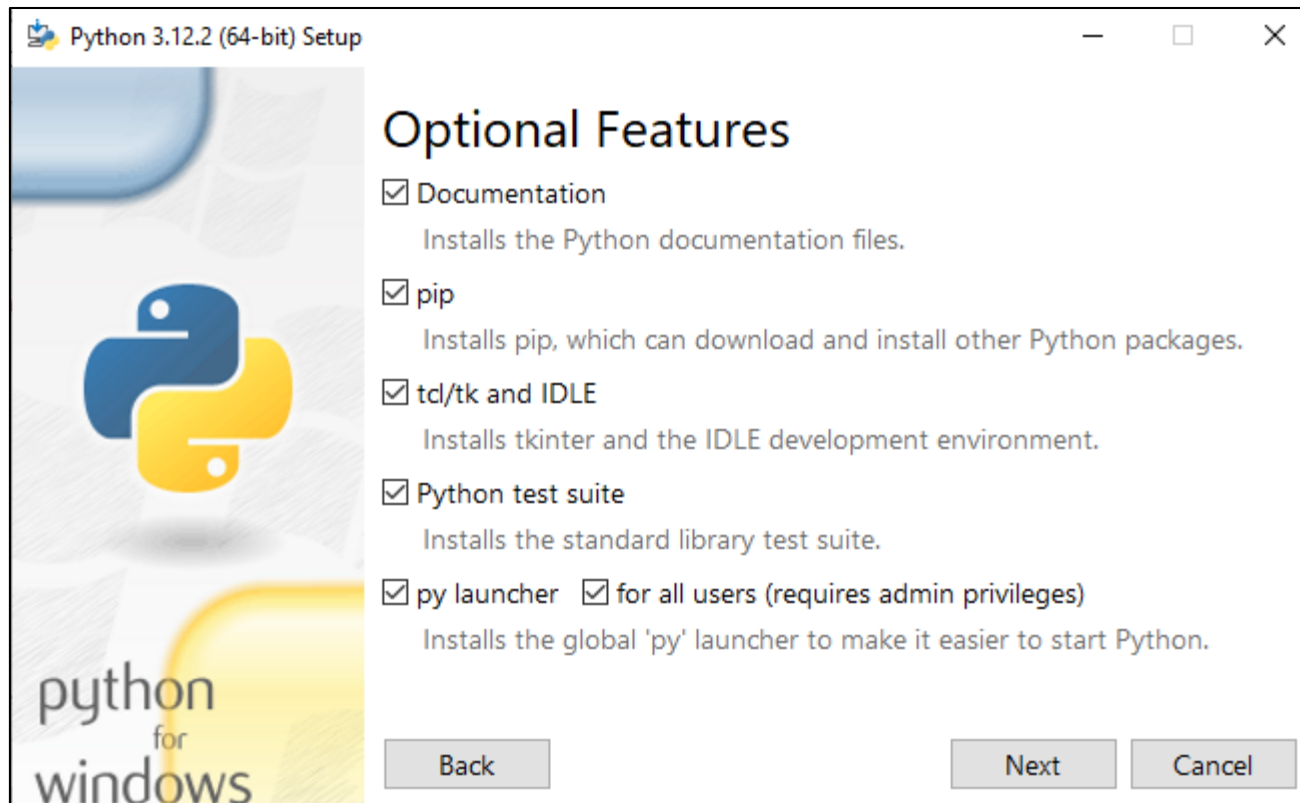 Python 3.12.2 (64-bit) Setup
Optional Features
Documentation
Installs the Python documentation files.
pip
Installs pip, which can download and install other Python packages.
tcl/tk and IDLE
Installs tkinter and the IDLE development environment.
Python test suite
Installs the standard library test suite.
py launcher for all users (requires admin privileges)
Installs the global 'py' launcher to make it easier to start Python.
python
for
windows
Back Next Cancel